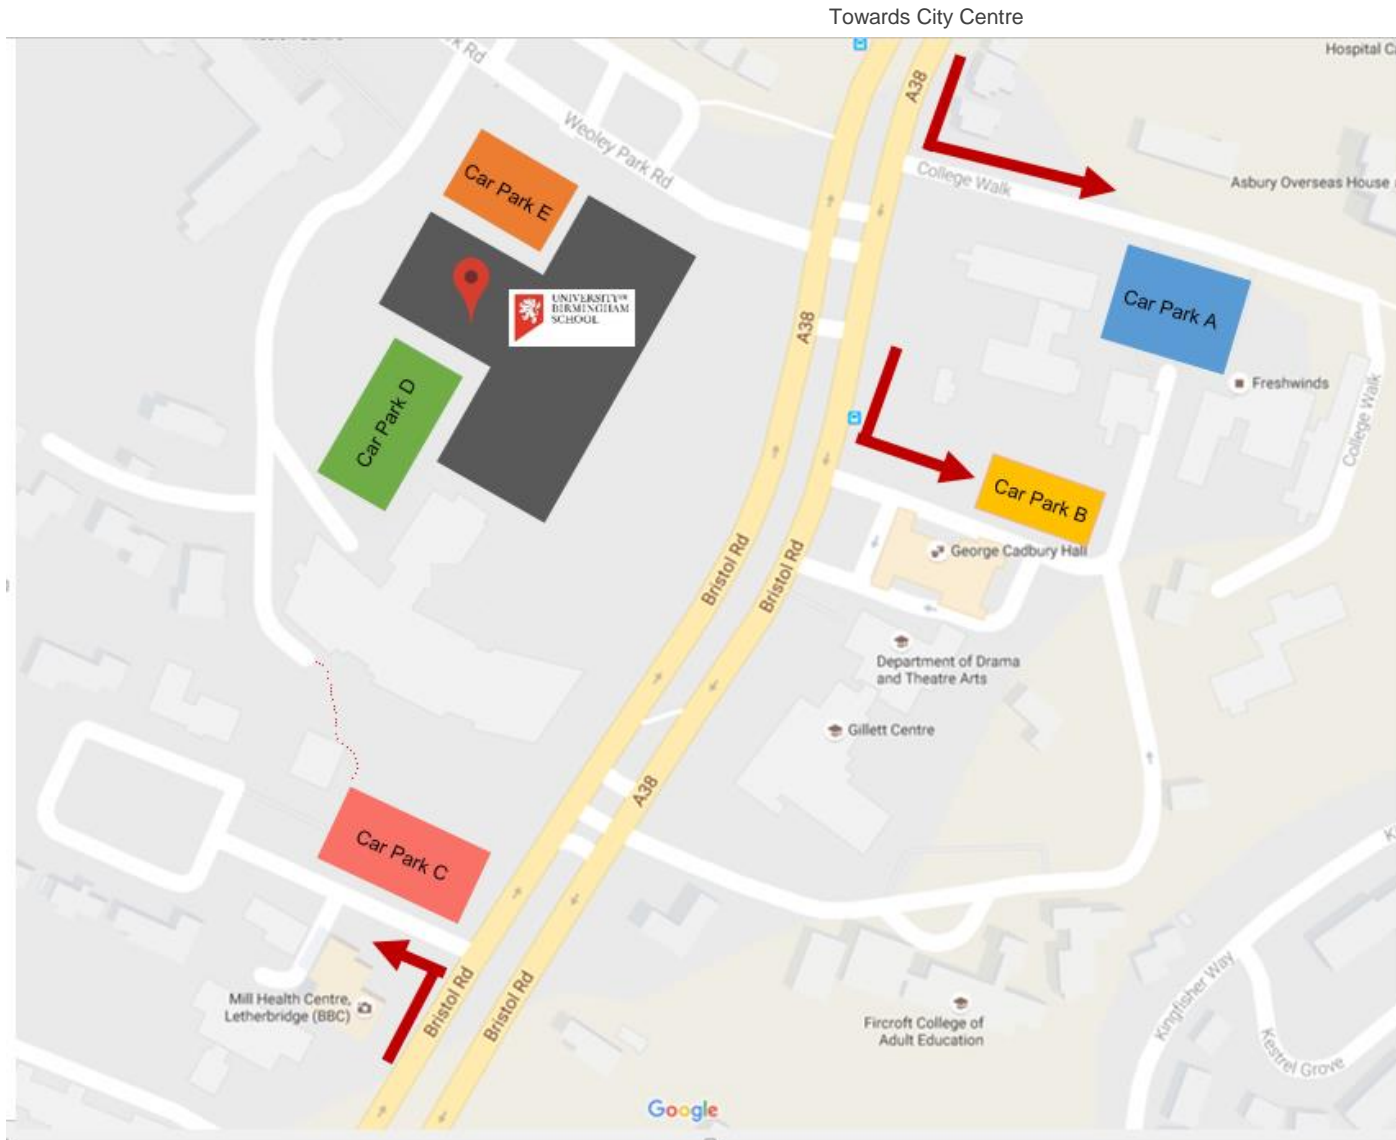 Towards City Centre
k Rd
Hospital C
A38
Weoley Park Rd
College Walk
Car Park E
Asbury Overseas House
UNIVERSITY OF
BIRMINGHAM
SCHOOL
Car Park A
A38
Freshwinds
Car Park D
College Walk
Car Park B
George Cadbury Hall
Bristol Rd
Bristol Rd
Department of Drama
and Theatre Arts
Gillett Centre
A38
Car Park C
Kingfisher Way
Mill Health Centre,
Letherbridge (BBC)
Bristol Rd
Bristol Rd
Fircroft College of
Adult Education
Kestrel Grove
Google